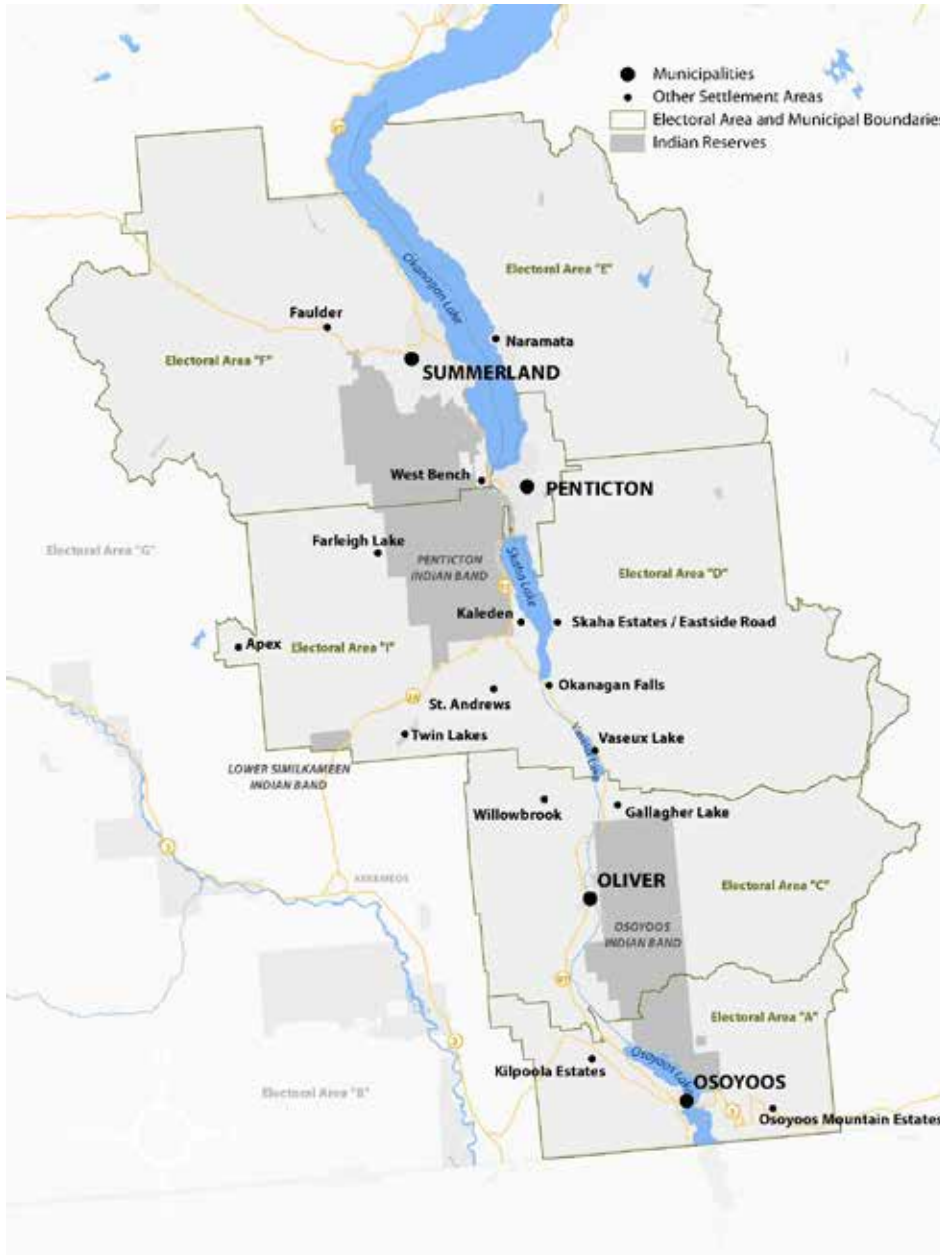 Municipalities
Other Settlement Areas
Electoral Area and Municipal Boundaries
Indian Reserves
97
Okanagan Lake
Electoral Area "E"
Faulder
Naramata
Electoral Area "F"
SUMMERLAND
West Bench
PENTICTON
Electoral Area "G"
Farleigh Lake
PENTICTON
INDIAN BAND
Skaha Lake
Electoral Area "D"
Kaleden
Skaha Estates / Eastside Road
Apex
Electoral Area "I"
Okanagan Falls
St. Andrews
Twin Lakes
Vaseux Lake
Vaseux Lake
LOWER SIMILKAMEEN
INDIAN BAND
Willowbrook
Gallagher Lake
3
KEREMEOS
OLIVER
Electoral Area "C"
OSOYOOS
INDIAN BAND
97
Electoral Area "A"
3
Kilpoola Estates
Osoyoos Lake
OSOYOOS
Electoral Area "B"
3
Osoyoos Mountain Estates